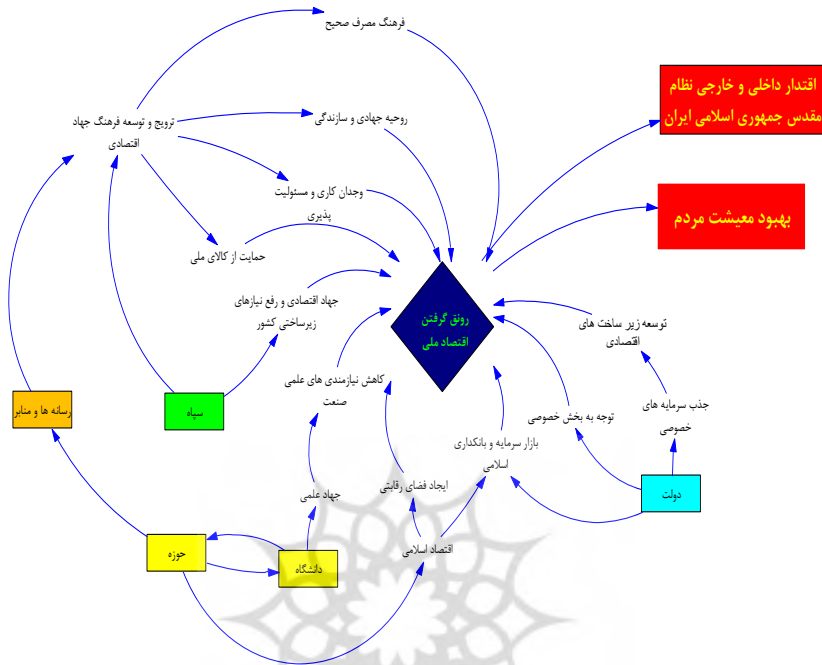 فرهنگ مصرف صحیح
اقتدار داخلی و خارجی نظام
مقدس جمهوری اسلامی ایران
ترویج و توسعه فرهنگ جهاد
اقتصادی
روحیه جهادی و سازندگی
وجدان کاری و مسئولیت
پذیری
بهبود معیشت مردم
حمایت از کالای ملی
جهاد اقتصادی و رفع نیازهای
زیرساختی کشور
رونق گرفتن
اقتصاد ملی
توسعه زیر ساخت های
اقتصادی
کاهش نیازمندی های علمی
صنعت
جذب سرمایه های
خصوصی
توجه به بخش خصوصی
رسانه ها و منابر
سپاه
بازار سرمایه و بانکداری
اسلامی
ایجاد فضای رقابتی
جهاد علمی
دولت
اقتصاد اسلامی
حوزه
دانشگاه